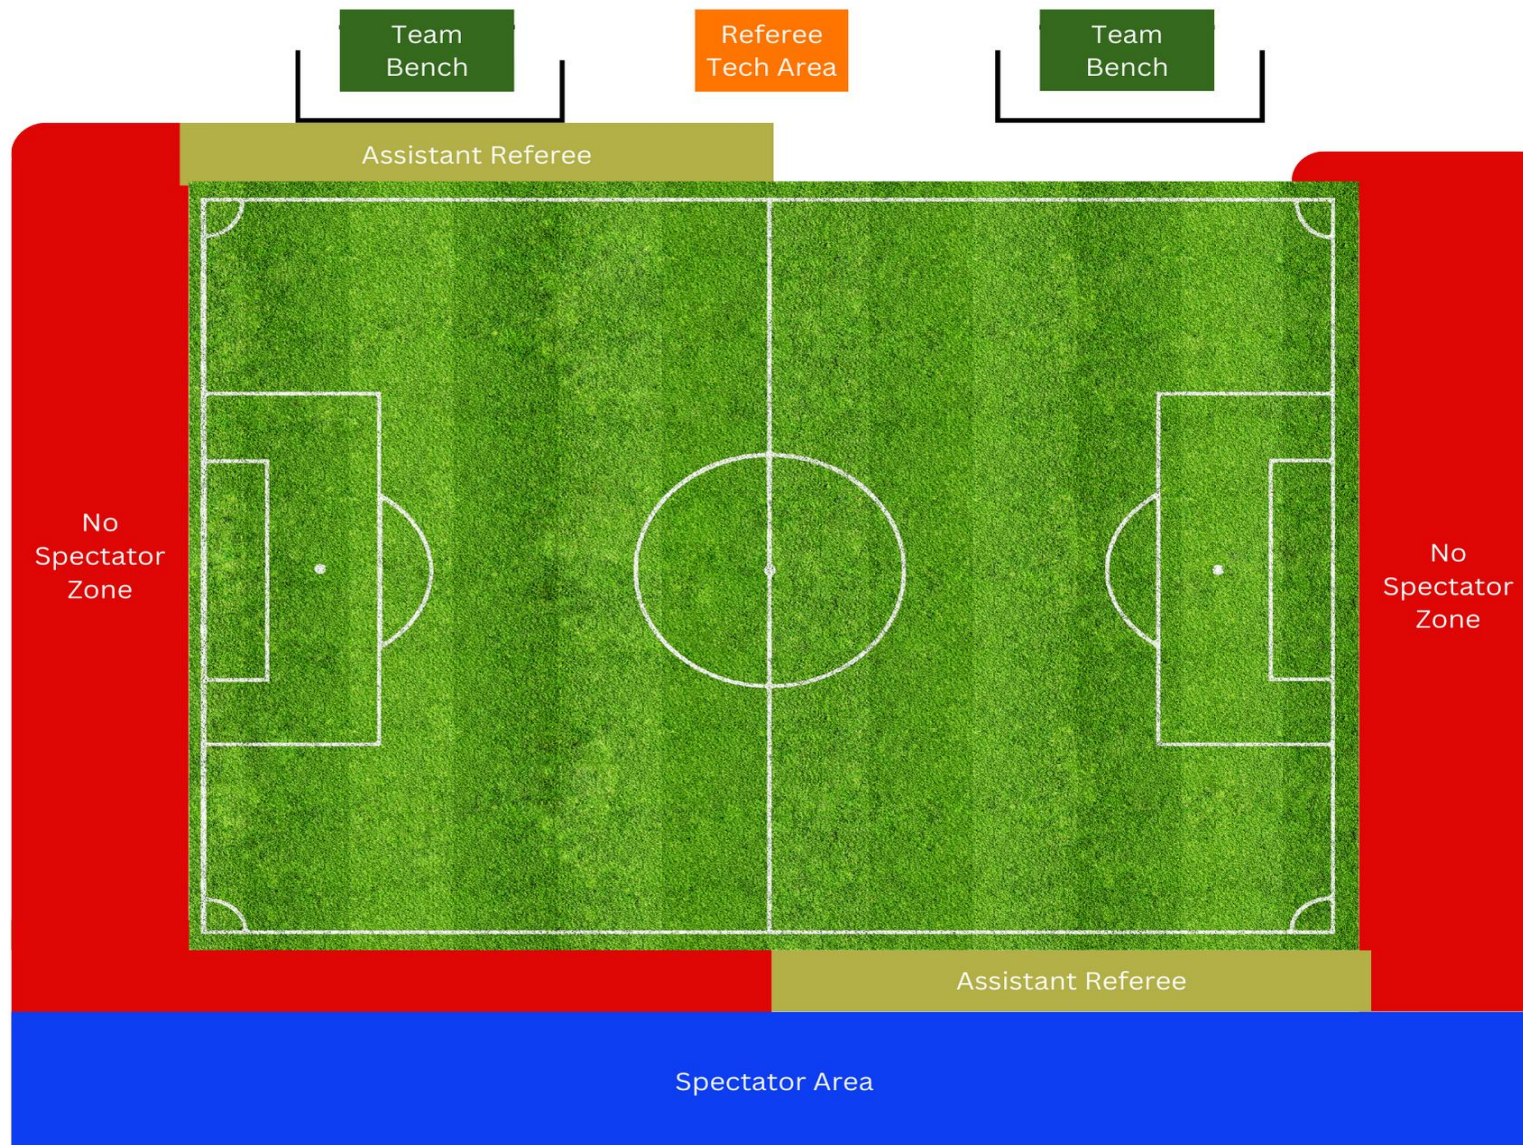 Team
Bench
Referee
Tech Area
Team
Bench
Assistant Referee
No
Spectator
Zone
No
Spectator
Zone
Assistant Referee
Spectator Area